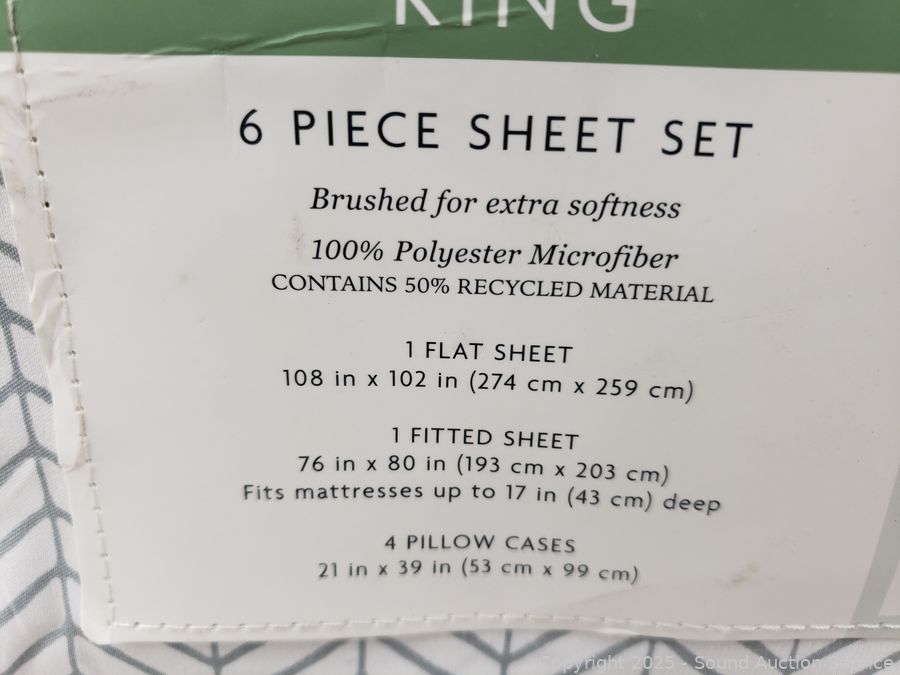 KING
6 PIECE SHEET SET
Brushed for extra softness
100% Polyester Microfiber
CONTAINS 50% RECYCLED MATERIAL
1 FLAT SHEET
108 in x 102 in (274 cm x 259 cm)
1 FITTED SHEET
76 in x 80 in (193 cm x 203 cm)
Fits mattresses up to 17 in (43 cm) deep
4 PILLOW CASES
21 in x 39 in (53 cm x 99 cm)
Copyright 2025 - Sound Auction Service